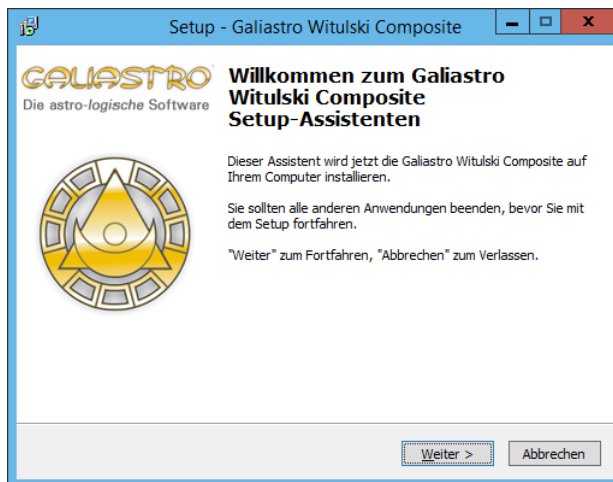 Setup - Galiastro Witulski Composite
GALIASTRO
Die astro-logische Software
Willkommen zum Galiastro
Witulski Composite
Setup-Assistenten
Dieser Assistent wird jetzt die Galiastro Witulski Composite auf
Ihrem Computer installieren.
Sie sollten alle anderen Anwendungen beenden, bevor Sie mit
dem Setup fortfahren.
"Weiter" zum Fortfahren, "Abbrechen" zum Verlassen.
Weiter >
Abbrechen